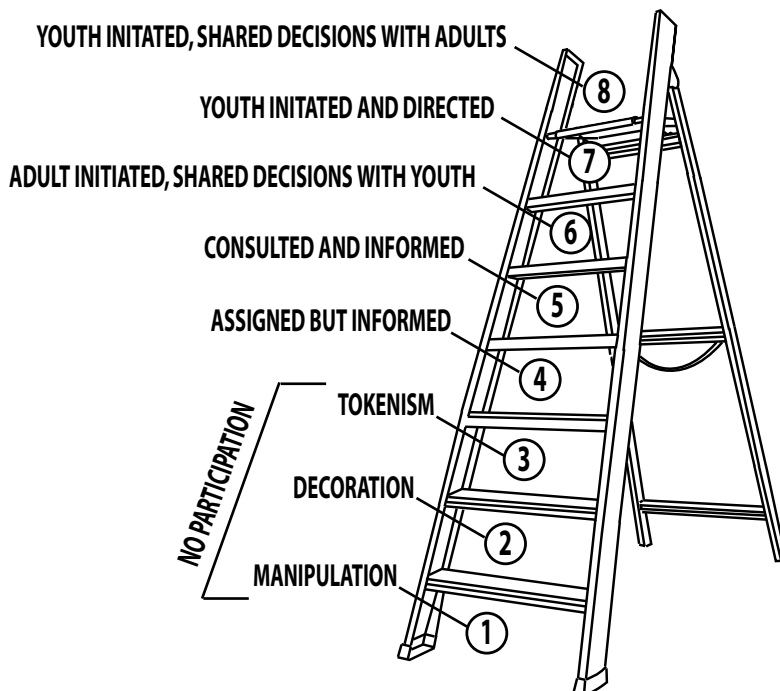 YOUTH INITATED, SHARED DECISIONS WITH ADULTS
8
YOUTH INITATED AND DIRECTED
7
ADULT INITIATED, SHARED DECISIONS WITH YOUTH
6
CONSULTED AND INFORMED
5
ASSIGNED BUT INFORMED
4
TOKENISM
3
DECORATION
2
MANIPULATION
1
NO PARTICIPATION